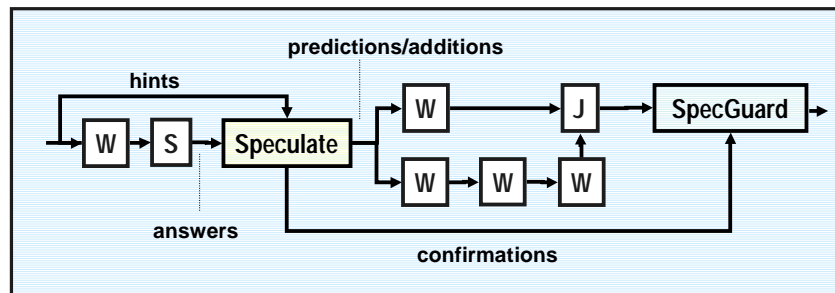 predictions/additions
hints
W
J
SpecGuard
W
S
Speculate
W
W
W
answers
confirmations